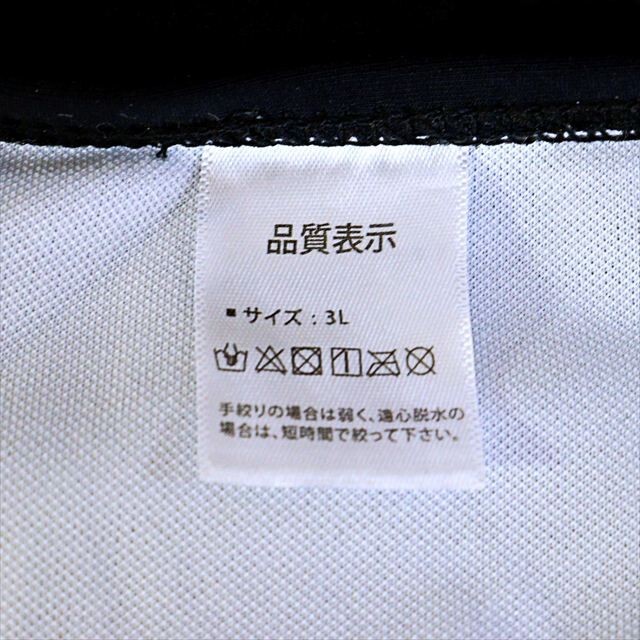 品質表示
▪ サイズ:3L
手絞りの場合は弱く、遠心脱水の
場合は、短時間で絞って下さい。